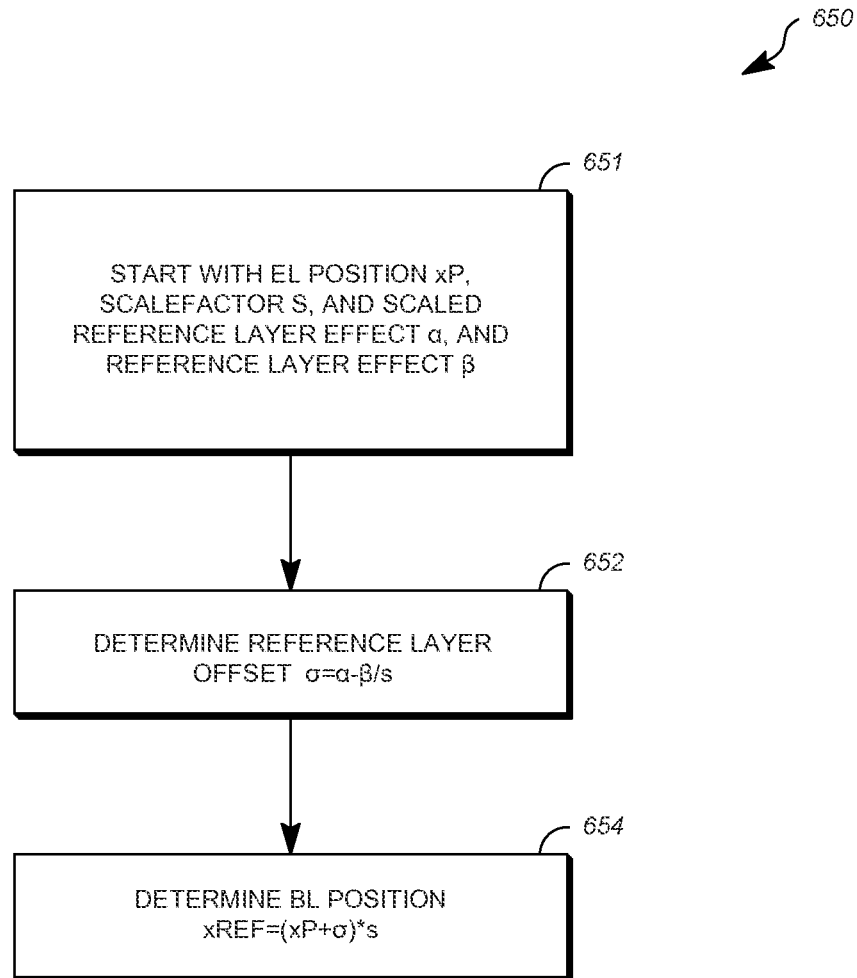 650
651
START WITH EL POSITION xP,
SCALEFACTOR S, AND SCALED
REFERENCE LAYER EFFECT α, AND
REFERENCE LAYER EFFECT β
652
DETERMINE REFERENCE LAYER
OFFSET σ=α-β/s
654
DETERMINE BL POSITION
xREF=(xP+σ)*s